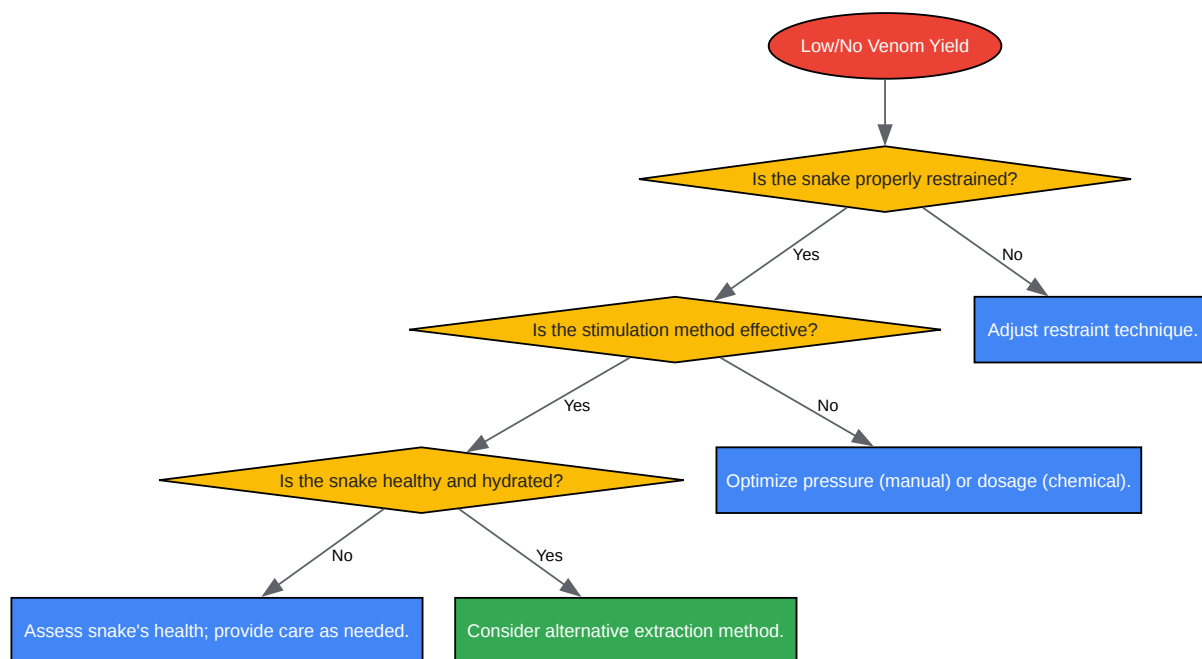 Low/No Venom Yield
Is the snake properly restrained?
Yes
No
Is the stimulation method effective?
Adjust restraint technique.
Yes
No
Is the snake healthy and hydrated?
Optimize pressure (manual) or dosage (chemical).
No
Yes
Assess snake's health; provide care as needed.
Consider alternative extraction method.